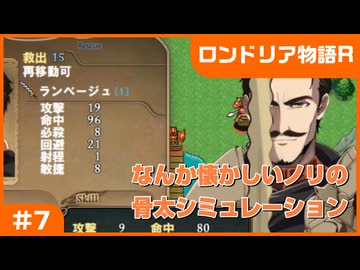 Rescue
救出 15
再移動可
ランページュ [1]
攻撃 19
命中 96
必殺 8
回避 21
射程 1
敏捷 8
Skill
攻撃 9 命中 80
ロンドリア物語R
なんか懐かしいノリの
骨太シミュレーション
#7